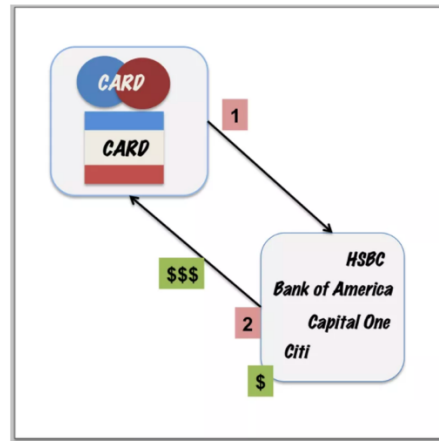 CARD
CARD
1
$$$
2
$
HSBC
Bank of America
Capital One
Citi